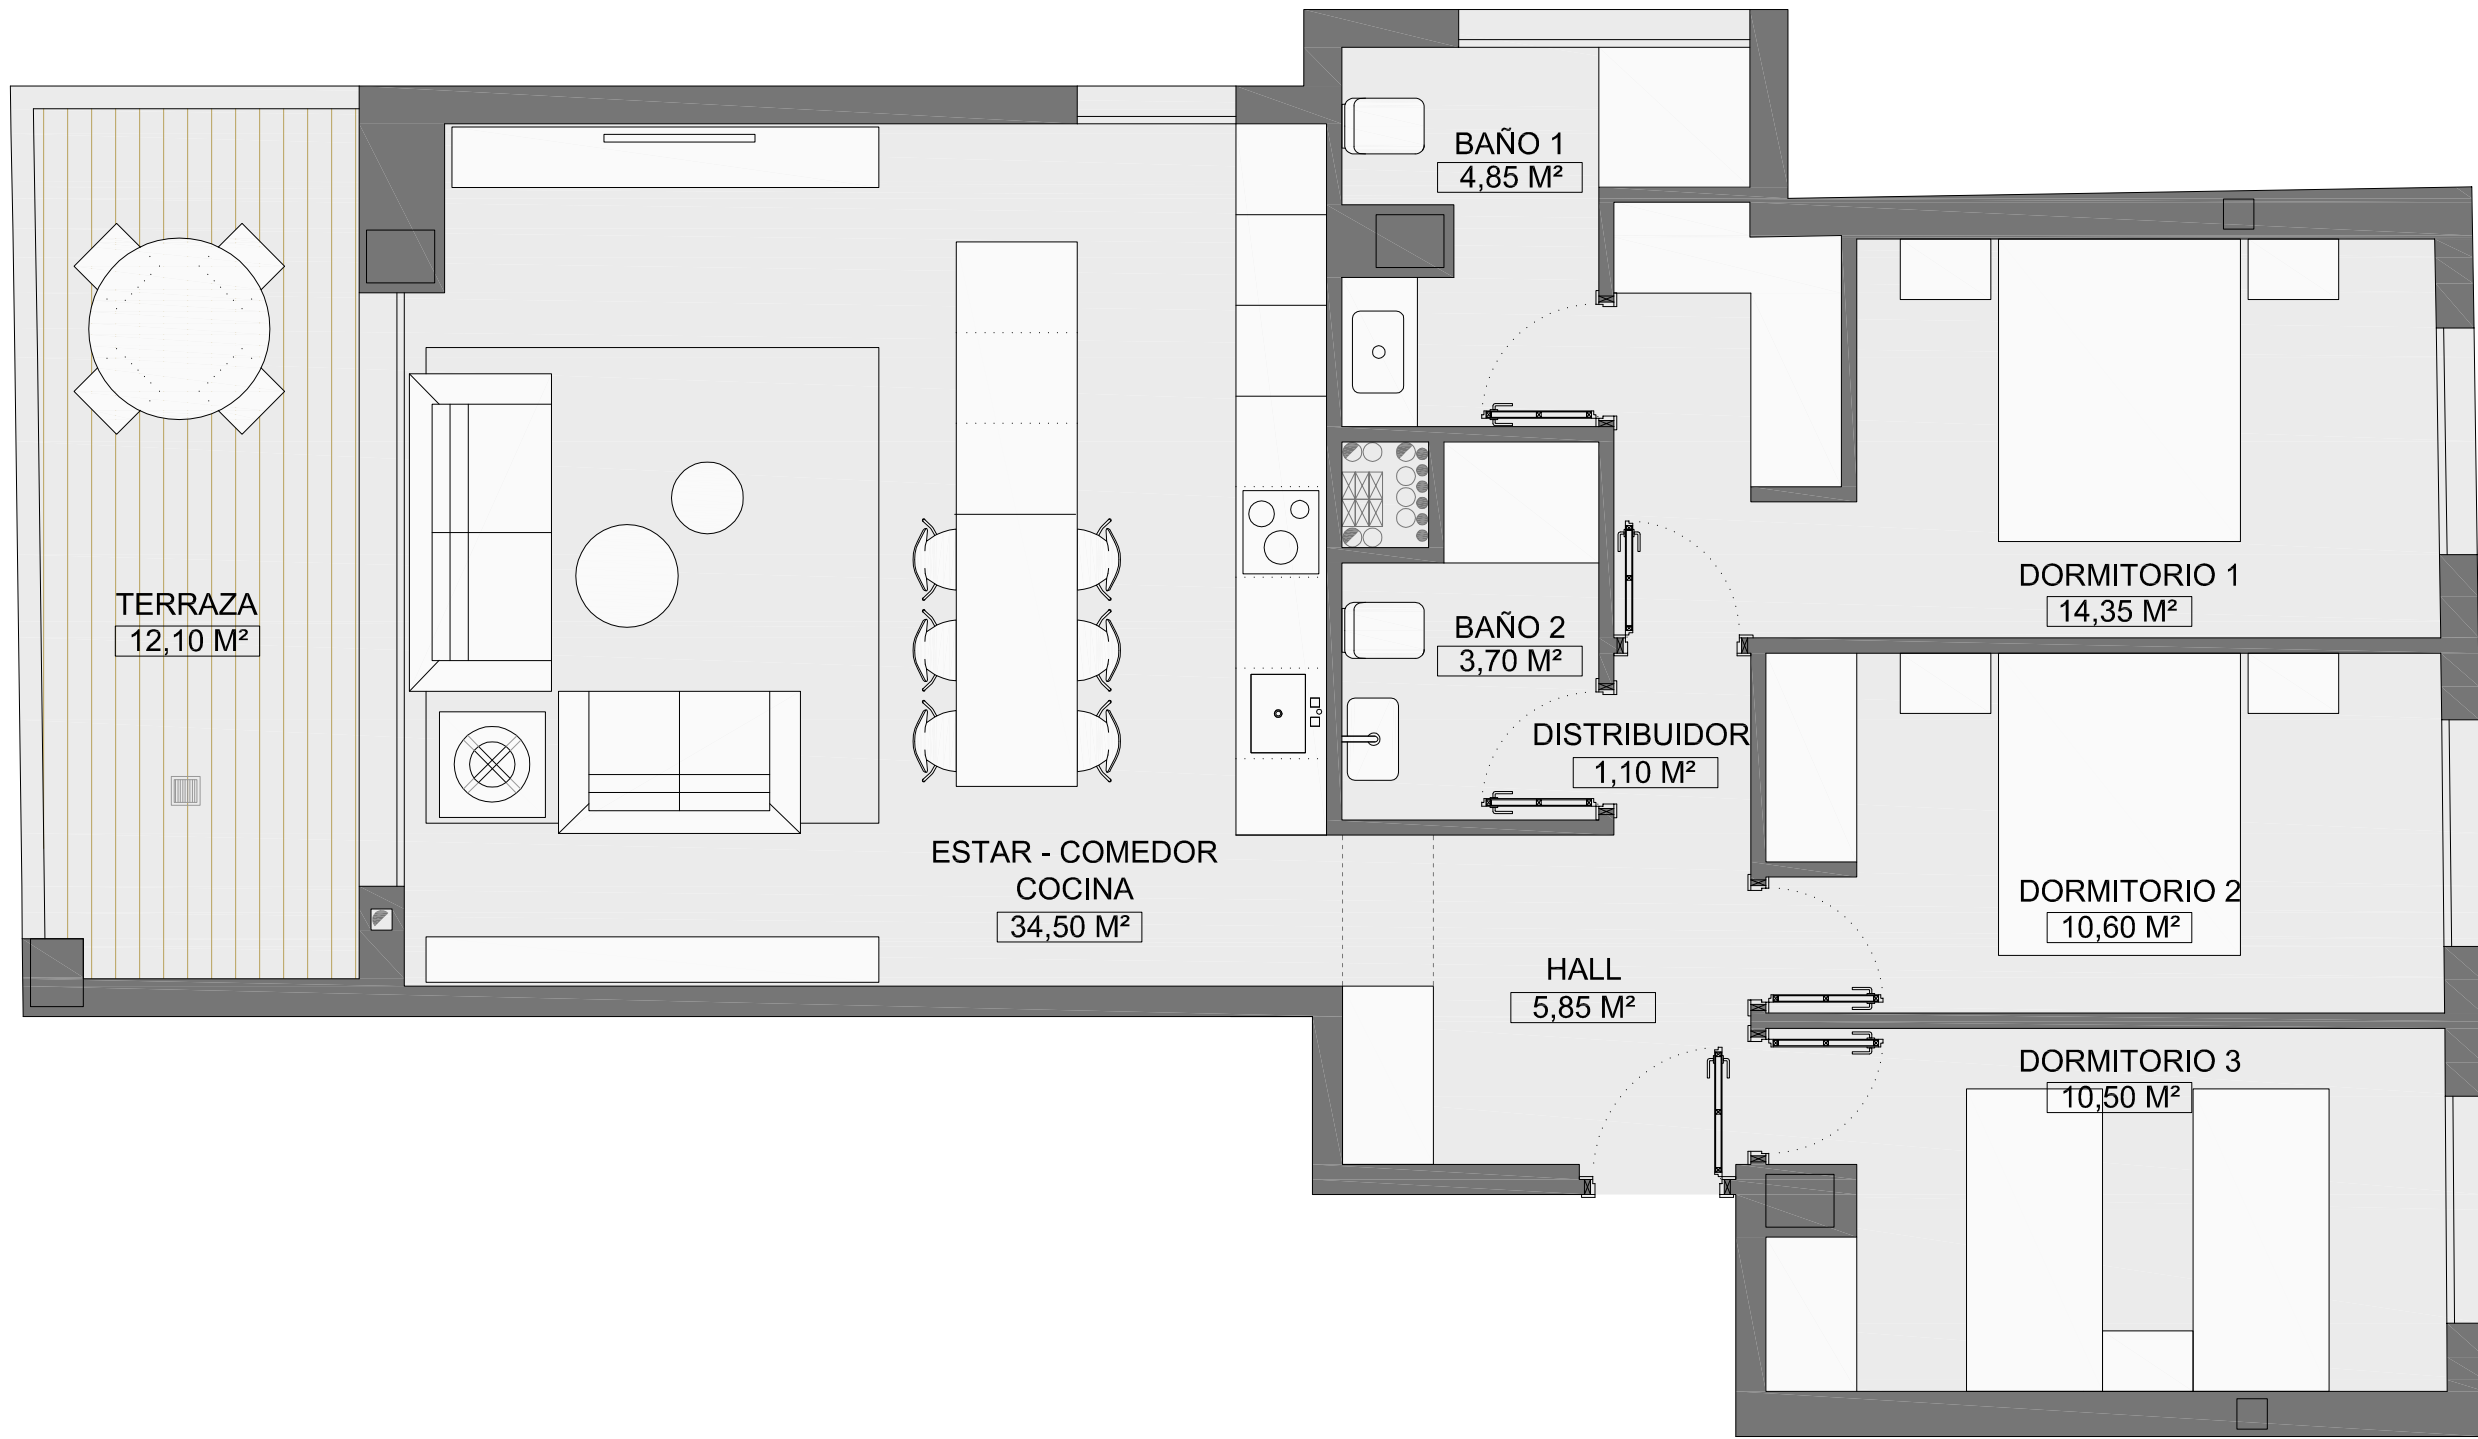 BAÑO 1
4,85 M²
TERRAZA
12,10 M²
DORMITORIO 1
14,35 M²
BAÑO 2
3,70 M²
DISTRIBUIDOR
1,10 M²
ESTAR - COMEDOR
COCINA
34,50 M²
DORMITORIO 2
10,60 M²
HALL
5,85 M²
DORMITORIO 3
10,50 M²